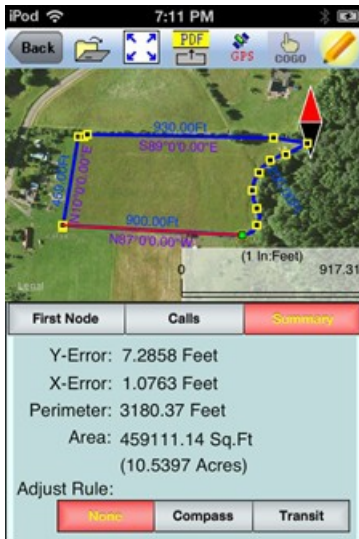 iPod 7:11 PM
Back
PDF
GPS
COGO
930.00Ft
S89°0'0.00"E
N10°0'0.00"E
900.00Ft
N87°0'0.00"W
(1 In:Feet)
0 917.31
Legal
First Node Calls Summary
Y-Error: 7.2858 Feet
X-Error: 1.0763 Feet
Perimeter: 3180.37 Feet
Area: 459111.14 Sq.Ft
(10.5397 Acres)
Adjust Rule:
None Compass Transit